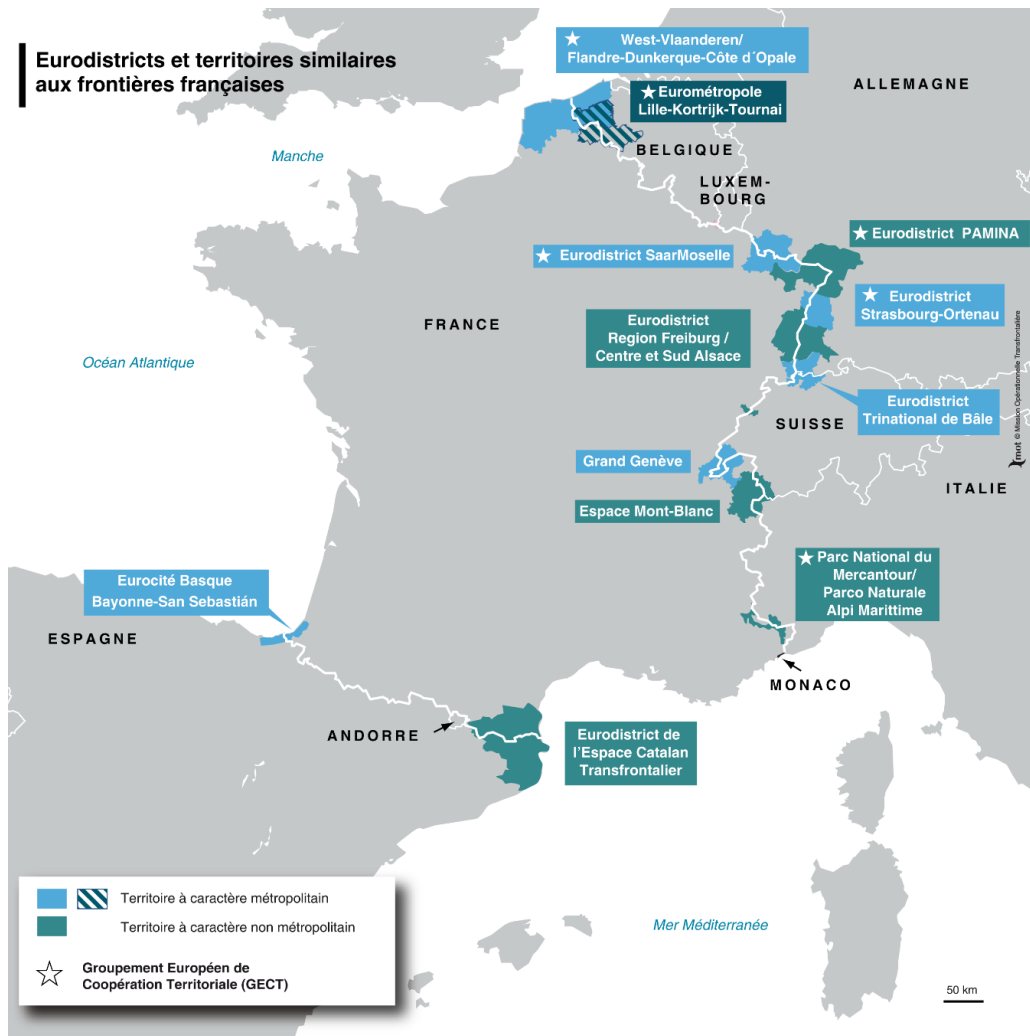 Eurodistricts et territoires similaires
aux frontières françaises
West-Vlaanderen/
Flandre-Dunkerque-Côte d´Opale
ALLEMAGNE
Eurométropole
Lille-Kortrijk-Tournai
Manche
BELGIQUE
LUXEM-
BOURG
Eurodistrict PAMINA
Eurodistrict SaarMoselle
Eurodistrict
Strasbourg-Ortenau
FRANCE
Eurodistrict
Region Freiburg /
Centre et Sud Alsace
Océan Atlantique
Eurodistrict
Trinational de Bâle
SUISSE
mot © Mission Opérationnelle Transfrontalière
Grand Genève
ITALIE
Espace Mont-Blanc
Parc National du
Mercantour/
Parco Naturale
Alpi Marittime
Eurocité Basque
Bayonne-San Sebastián
ESPAGNE
MONACO
ANDORRE
Eurodistrict de
l'Espace Catalan
Transfrontalier
Territoire à caractère métropolitain
Territoire à caractère non métropolitain
Mer Méditerranée
Groupement Européen de
Coopération Territoriale (GECT)
50 km